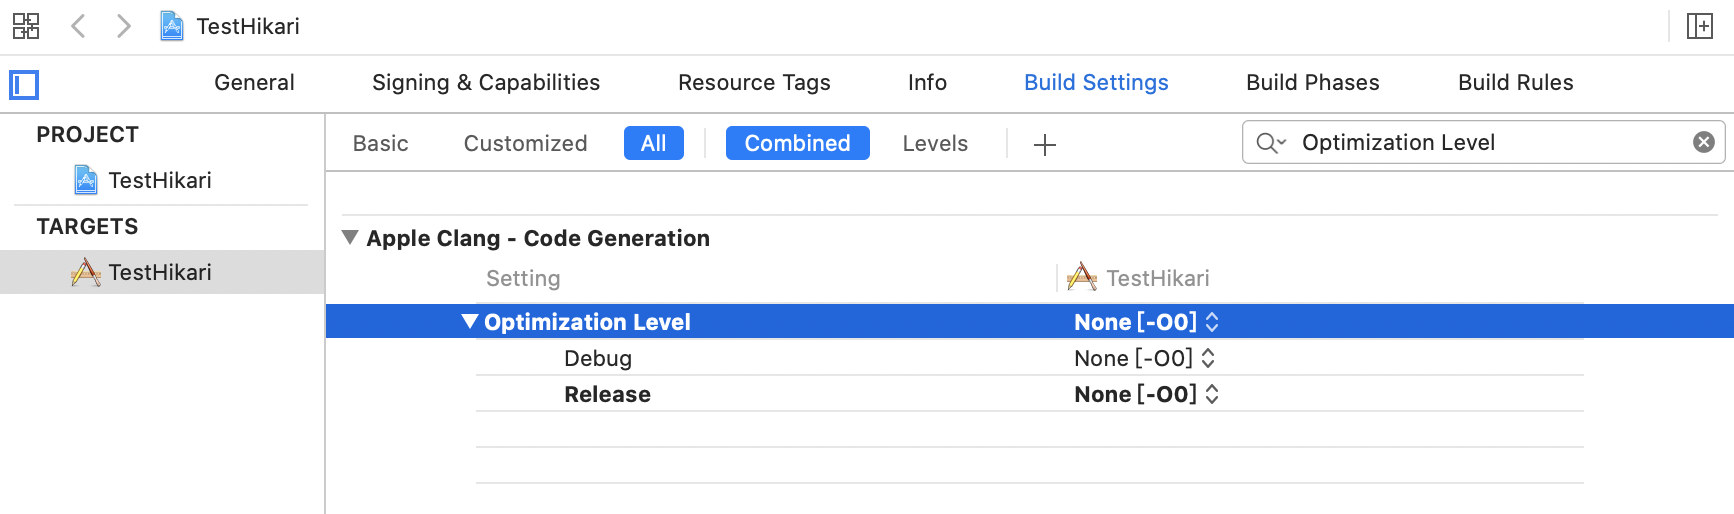 TestHikari
General Signing & Capabilities Resource Tags Info Build Settings Build Phases Build Rules
PROJECT
TestHikari
TARGETS
TestHikari
Basic Customized All Combined Levels Optimization Level
Apple Clang - Code Generation
Setting TestHikari
Optimization Level None [-O0]
Debug None [-O0]
Release None [-O0]